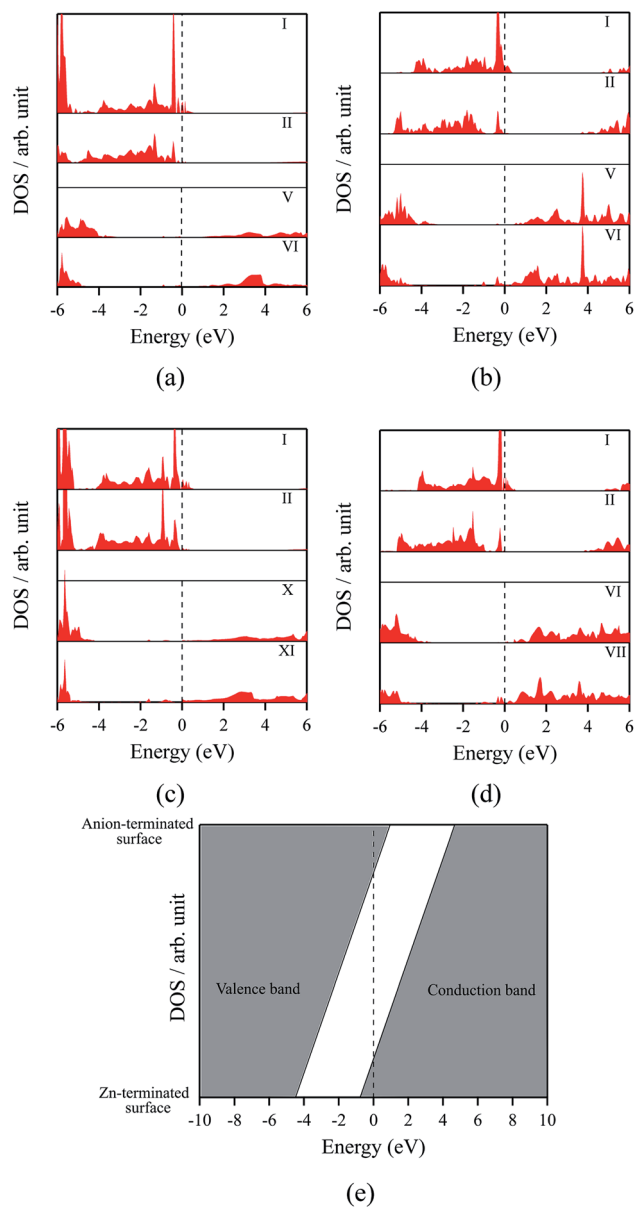 I
II
V
VI
DOS / arb. unit
-6 -4 -2 0 2 4 6
Energy (eV)
(a)
I
II
V
VI
DOS / arb. unit
-6 -4 -2 0 2 4 6
Energy (eV)
(b)
I
II
X
XI
DOS / arb. unit
-6 -4 -2 0 2 4 6
Energy (eV)
(c)
I
II
VI
VII
DOS / arb. unit
-6 -4 -2 0 2 4 6
Energy (eV)
(d)
Anion-terminated
surface
DOS / arb. unit
Valence band
Conduction band
Zn-terminated
surface
-10 -8 -6 -4 -2 0 2 4 6 8 10
Energy (eV)
(e)